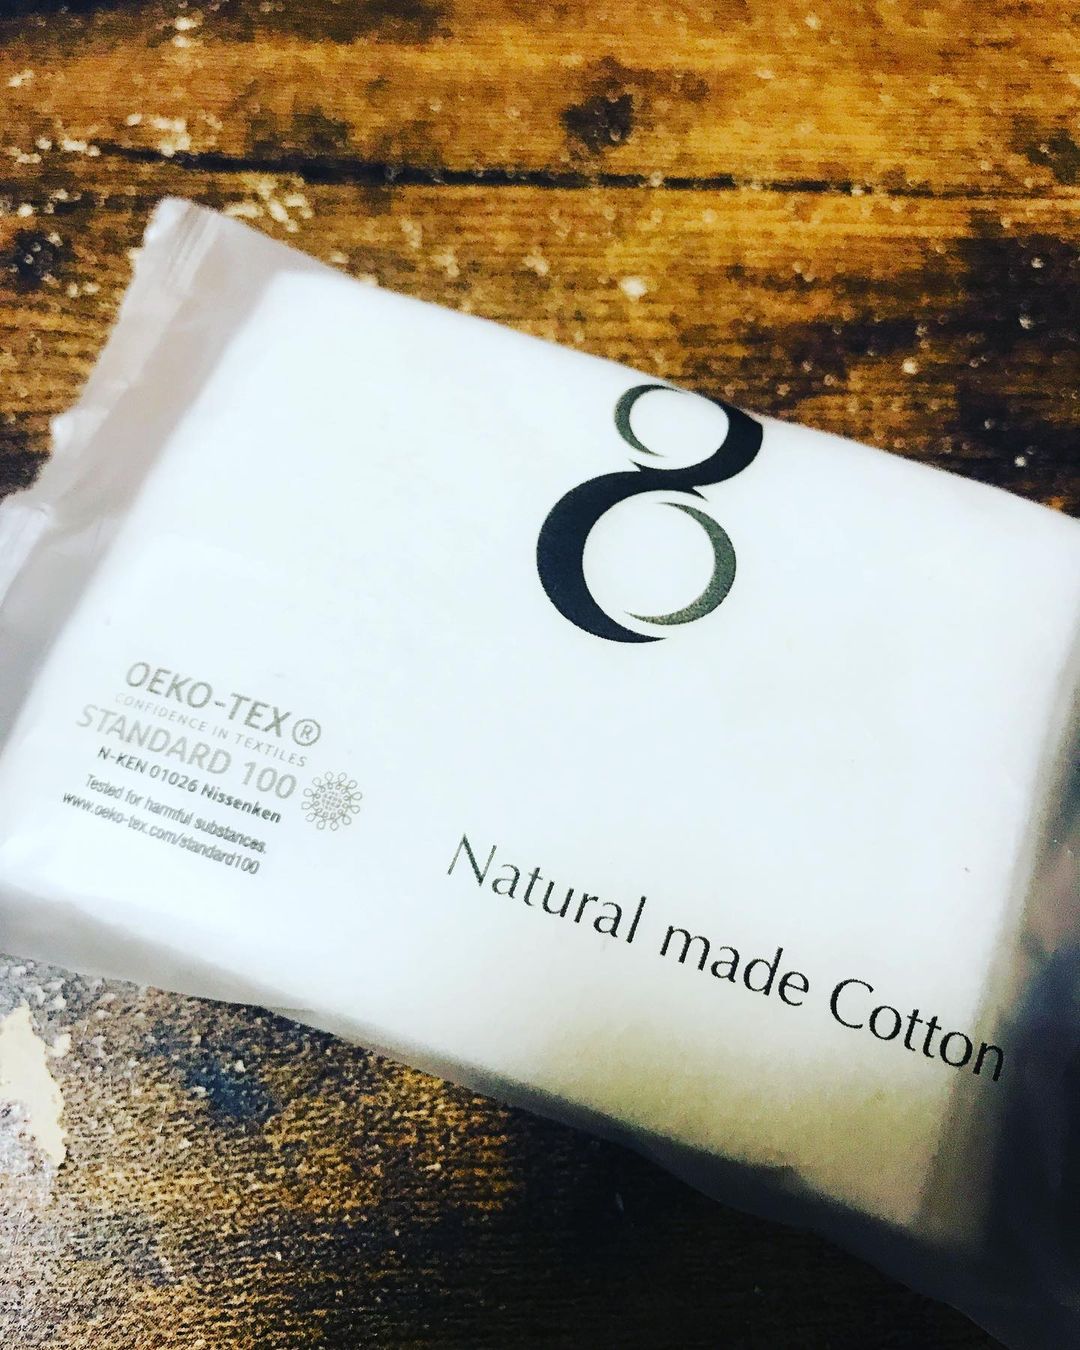 8
OEKO-TEX®
CONFIDENCE IN TEXTILES
STANDARD 100
N-KEN 01026 Nissenken
Tested for harmful substances.
www.oeko-tex.com/standard100
Natural made Cotton